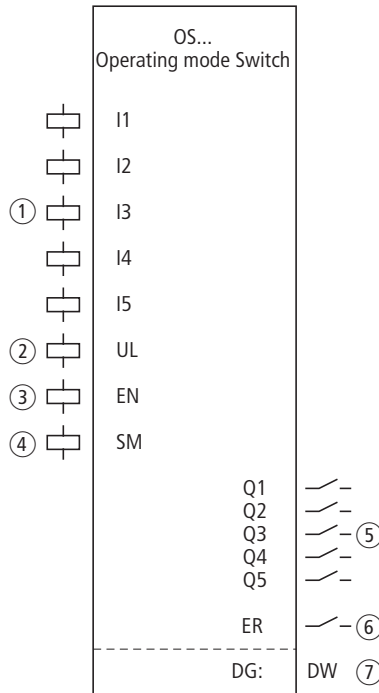 OS...
Operating mode Switch
I1
I2
1 I3
I4
I5
2 UL
3 EN
4 SM
Q1
Q2
Q3 5
Q4
Q5
ER 6
DG: DW 7